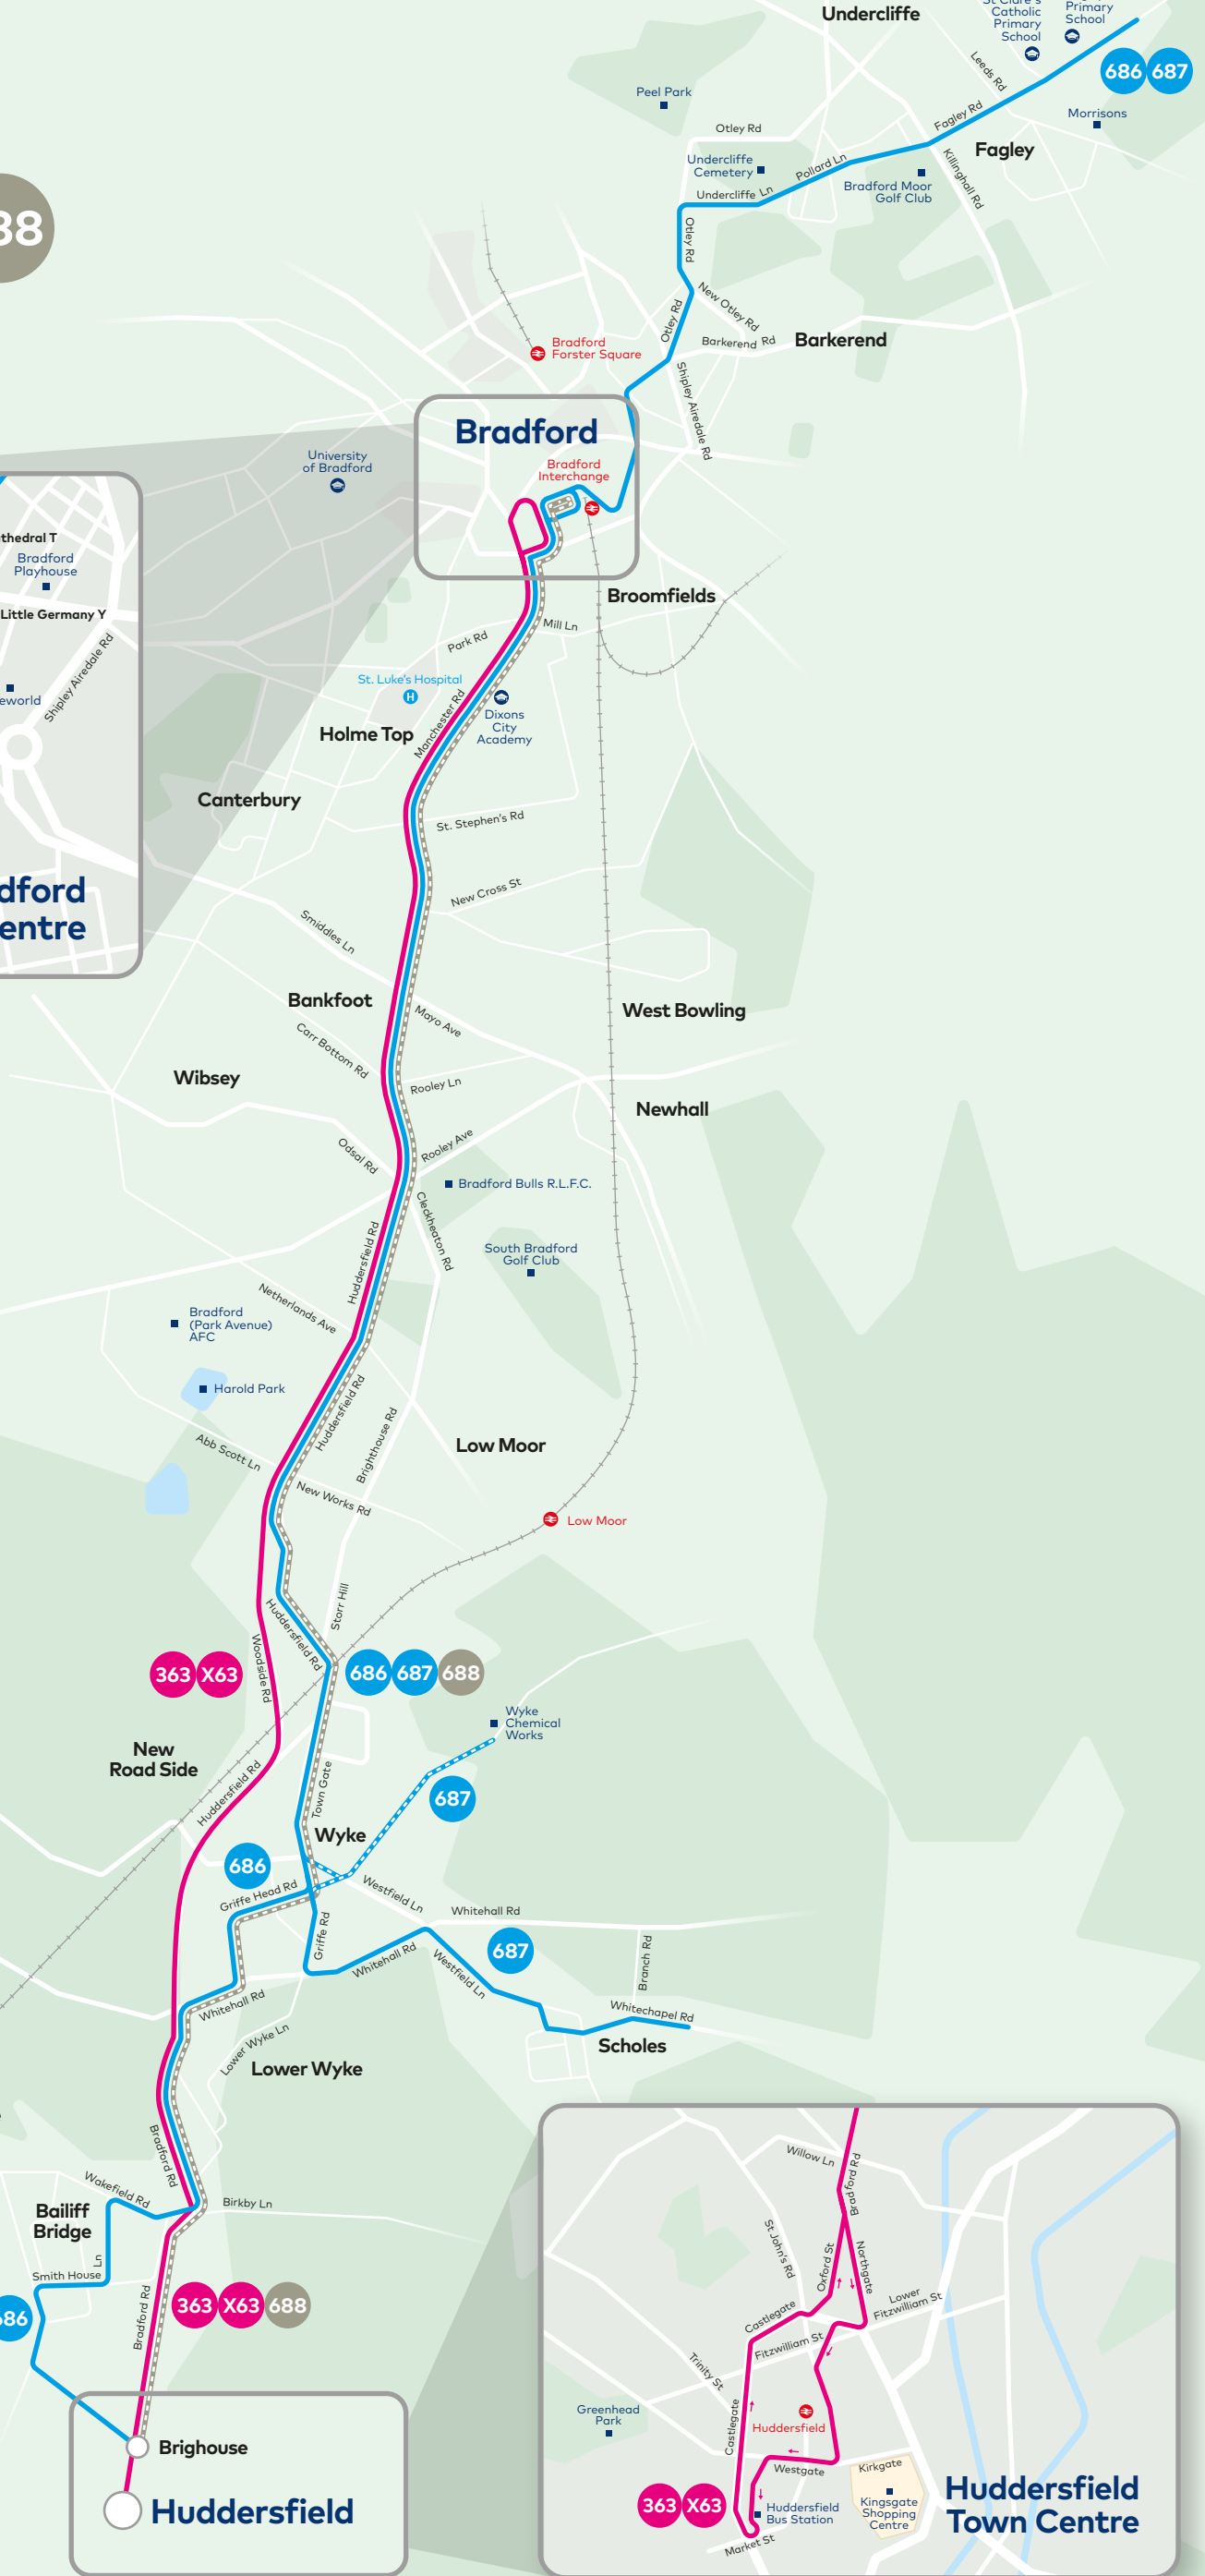 Undercliffe
Catholic
Primary
School
Primary
School
Leeds Rd
686 687
Peel Park
Morrisons
Otley Rd
Fagley Rd
Fagley
Undercliffe
Cemetery
Pollard Ln
Killinghall Rd
Bradford Moor
Golf Club
Undercliffe Ln
Otley Rd
88
New Otley Rd
Otley Rd
Bradford
Forster Square
Barkerend Rd
Barkerend
Shipley Airedale Rd
Bradford
University
of Bradford
Bradford
Interchange
thedral T
Bradford
Playhouse
Little Germany Y
Shipley Airedale Rd
eworld
dford
entre
Broomfields
Mill Ln
Park Rd
St. Luke's Hospital
H
Manchester Rd
Dixons
City
Academy
Holme Top
Canterbury
St. Stephen's Rd
New Cross St
Smiddles Ln
Bankfoot
Mayo Ave
West Bowling
Carr Bottom Rd
Wibsey
Rooley Ln
Newhall
Odsal Rd
Rooley Ave
Bradford Bulls R.L.F.C.
Cleckheaton Rd
Huddersfield Rd
South Bradford
Golf Club
Netherlands Ave
Bradford
(Park Avenue)
AFC
Harold Park
Huddersfield Rd
Brighouse Rd
Abb Scott Ln
Low Moor
New Works Rd
Low Moor
Storr Hill
Huddersfield Rd
Woodside Rd
363 X63
686 687 688
Wyke
Chemical
Works
New
Road Side
Huddersfield Rd
Town Gate
687
Wyke
686
Griffe Head Rd
Westfield Ln
Whitehall Rd
Griffe Rd
687
Whitehall Rd
Westfield Ln
Branch Rd
Whitehall Rd
Whitechapel Rd
Lower Wyke Ln
Scholes
Lower Wyke
Bradford Rd
Wakefield Rd
Birkby Ln
Bailiff
Bridge
Smith House Ln
686
Bradford Rd
363 X63 688
Brighouse
Huddersfield
Willow Ln
Bradford Rd
St John's Rd
Oxford St
Northgate
Lower
Fitzwilliam St
Castlegate
Fitzwilliam St
Trinity St
Greenhead
Park
Castlegate
Huddersfield
Westgate
Kirkgate
363 X63
Huddersfield
Bus Station
Kingsgate
Shopping
Centre
Market St
Huddersfield
Town Centre